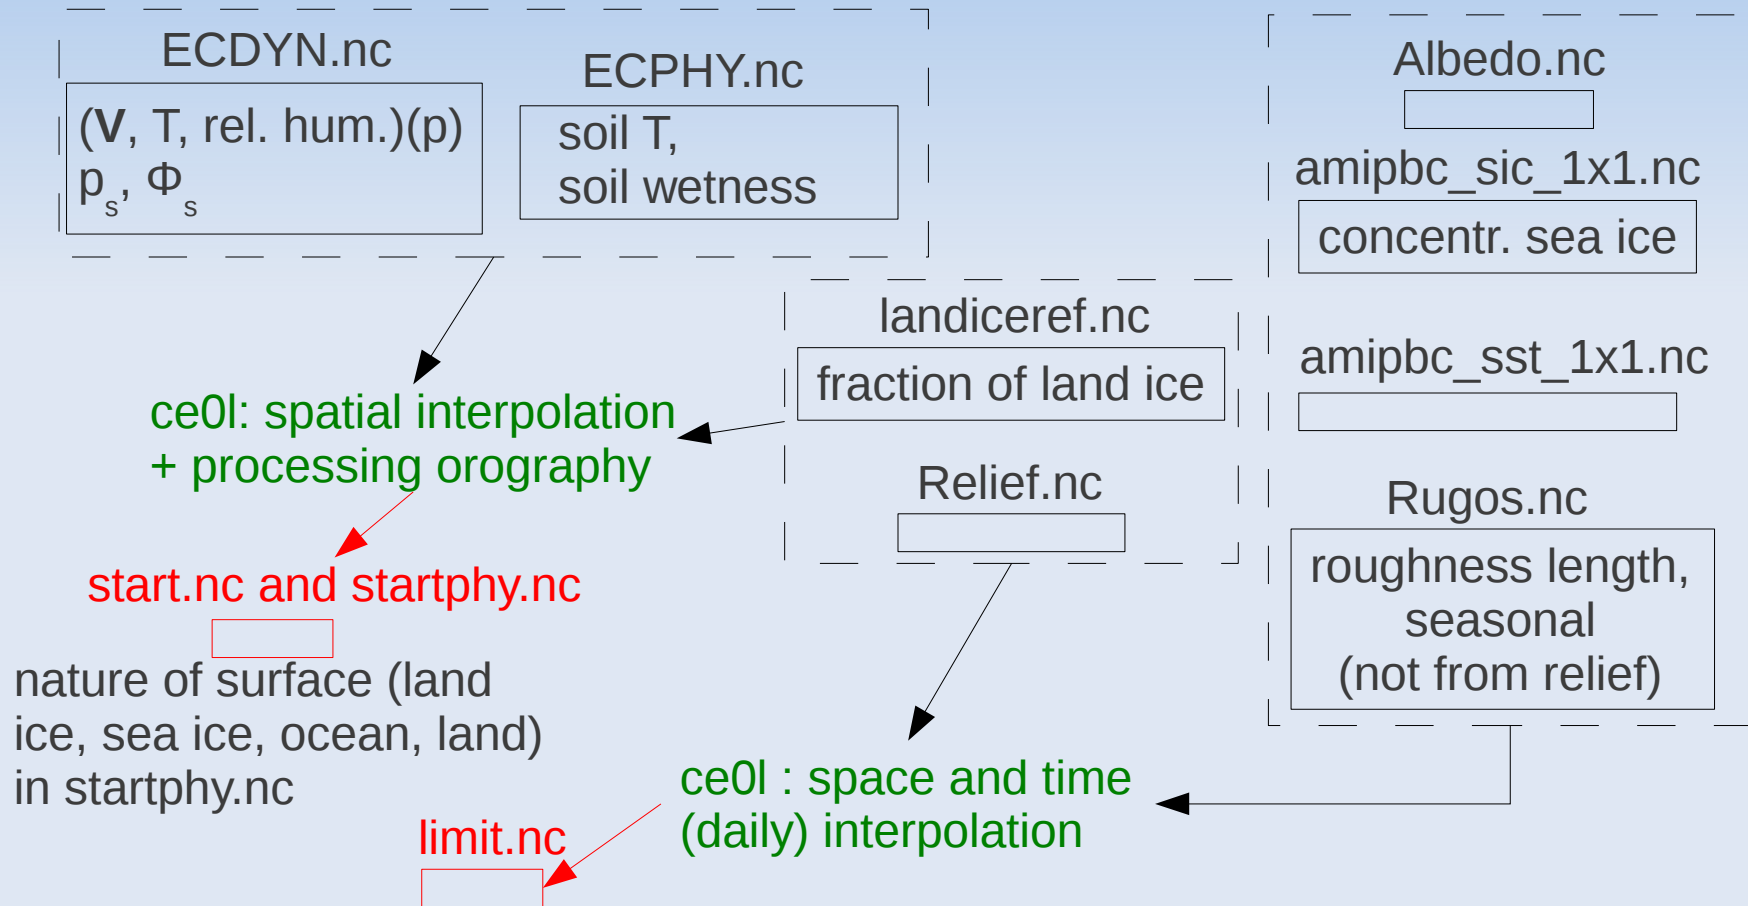 ECDYN.nc
(V, T, rel. hum.)(p)
ps, Φs
ECPHY.nc
soil T,
soil wetness
Albedo.nc
amipbc_sic_1x1.nc
concentr. sea ice
amipbc_sst_1x1.nc
Rugos.nc
roughness length,
seasonal
(not from relief)
landiceref.nc
fraction of land ice
Relief.nc
ce0l: spatial interpolation
+ processing orography
start.nc and startphy.nc
nature of surface (land
ice, sea ice, ocean, land)
in startphy.nc
ce0l : space and time
(daily) interpolation
limit.nc